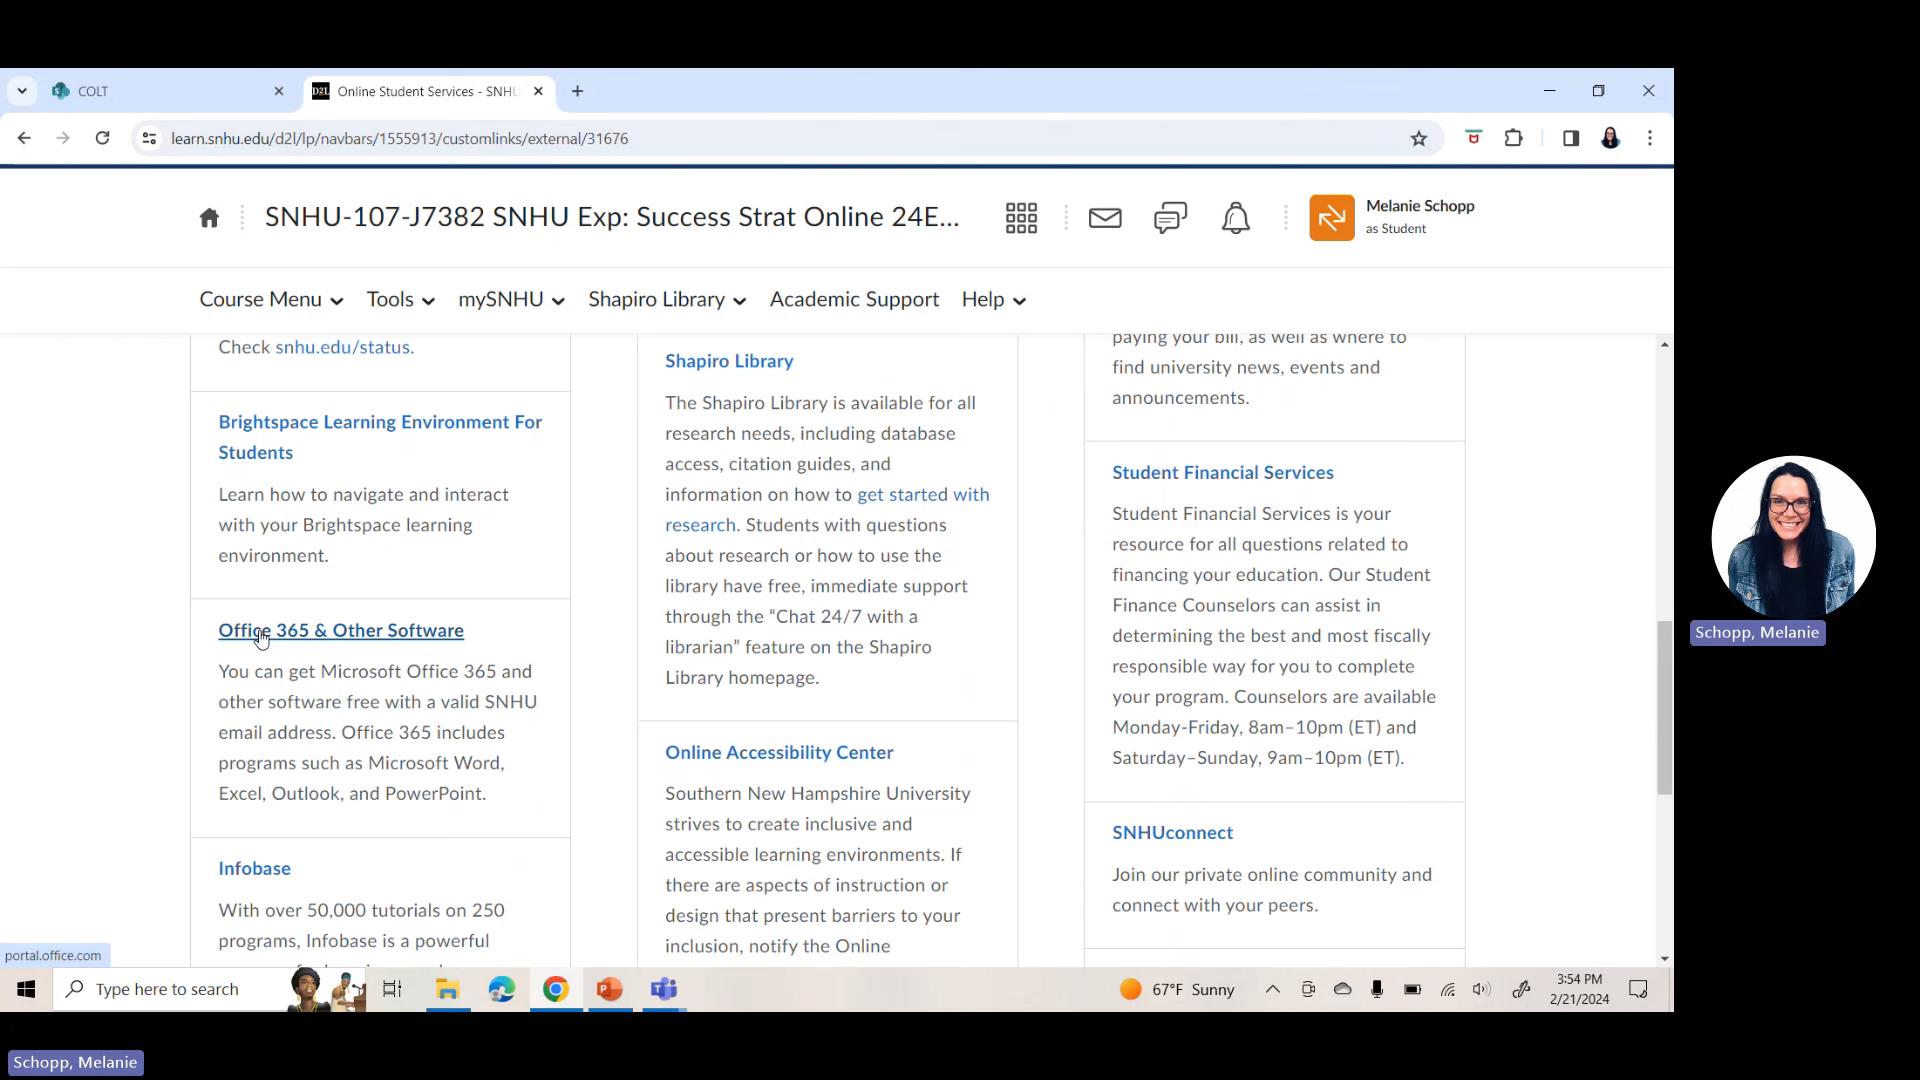 COLT
D2L
Online Student Services - SNHU
learn.snhu.edu/d2l/lp/navbars/1555913/customlinks/external/31676
SNHU-107-J7382 SNHU Exp: Success Strat Online 24E...
Melanie Schopp
as Student
Course Menu
Tools
mySNHU
Shapiro Library
Academic Support
Help
Check snhu.edu/status.
Brightspace Learning Environment For
Students
Learn how to navigate and interact
with your Brightspace learning
environment.
Office 365 & Other Software
You can get Microsoft Office 365 and
other software free with a valid SNHU
email address. Office 365 includes
programs such as Microsoft Word,
Excel, Outlook, and PowerPoint.
Infobase
With over 50,000 tutorials on 250
programs, Infobase is a powerful
Shapiro Library
The Shapiro Library is available for all
research needs, including database
access, citation guides, and
information on how to get started with
research. Students with questions
about research or how to use the
library have free, immediate support
through the “Chat 24/7 with a
librarian” feature on the Shapiro
Library homepage.
Online Accessibility Center
Southern New Hampshire University
strives to create inclusive and
accessible learning environments. If
there are aspects of instruction or
design that present barriers to your
inclusion, notify the Online
paying your bill, as well as where to
find university news, events and
announcements.
Student Financial Services
Student Financial Services is your
resource for all questions related to
financing your education. Our Student
Finance Counselors can assist in
determining the best and most fiscally
responsible way for you to complete
your program. Counselors are available
Monday-Friday, 8am–10pm (ET) and
Saturday–Sunday, 9am–10pm (ET).
SNHUconnect
Join our private online community and
connect with your peers.
portal.office.com
Type here to search
67°F Sunny
3:54 PM
2/21/2024
Schopp, Melanie
Schopp, Melanie